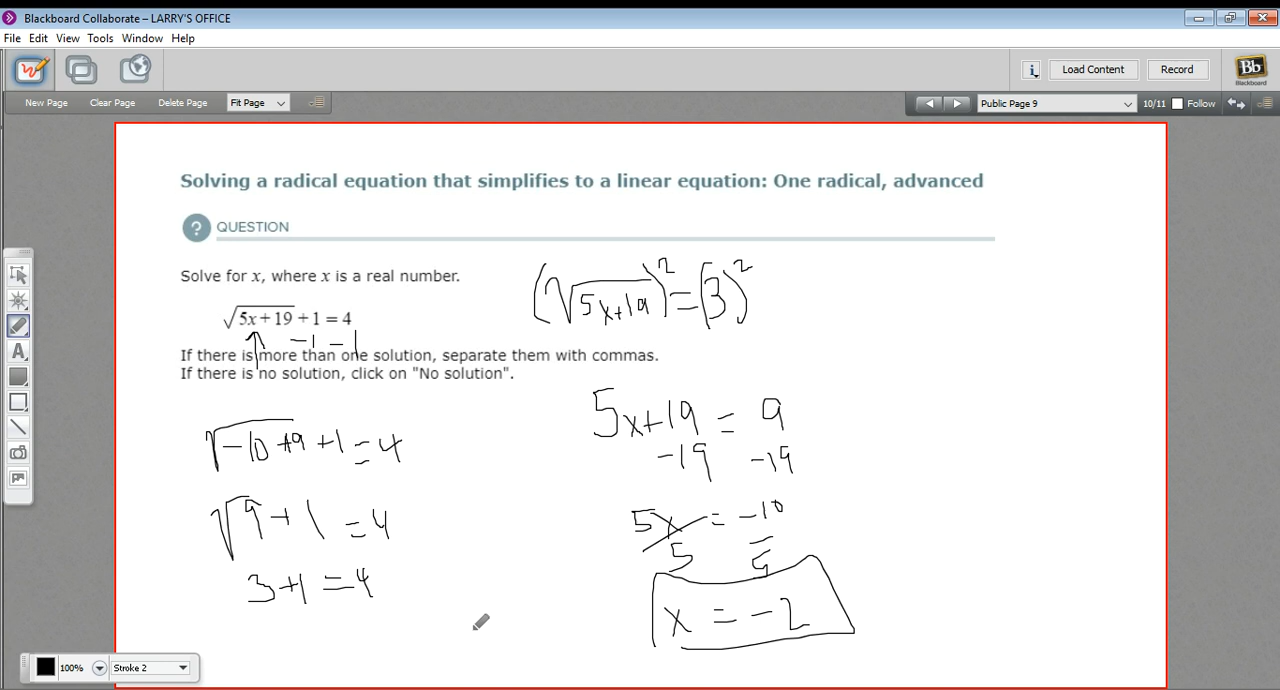 Blackboard Collaborate – LARRY'S OFFICE
File Edit View Tools Window Help
i Load Content Record Bb
Blackboard
New Page Clear Page Delete Page Fit Page Public Page 9 10/11 Follow
Solving a radical equation that simplifies to a linear equation: One radical, advanced
? QUESTION
Solve for x, where x is a real number.
√5x+19 +1=4
-1 -1
If there is more than one solution, separate them with commas.
If there is no solution, click on "No solution".
(√5x+19)² = (3)²
5x+19 = 9
-19 -19
5x = -10
5 5
x = -2
√-10+19 +1=4
√9 +1 =4
3+1=4
A
100% Stroke 2